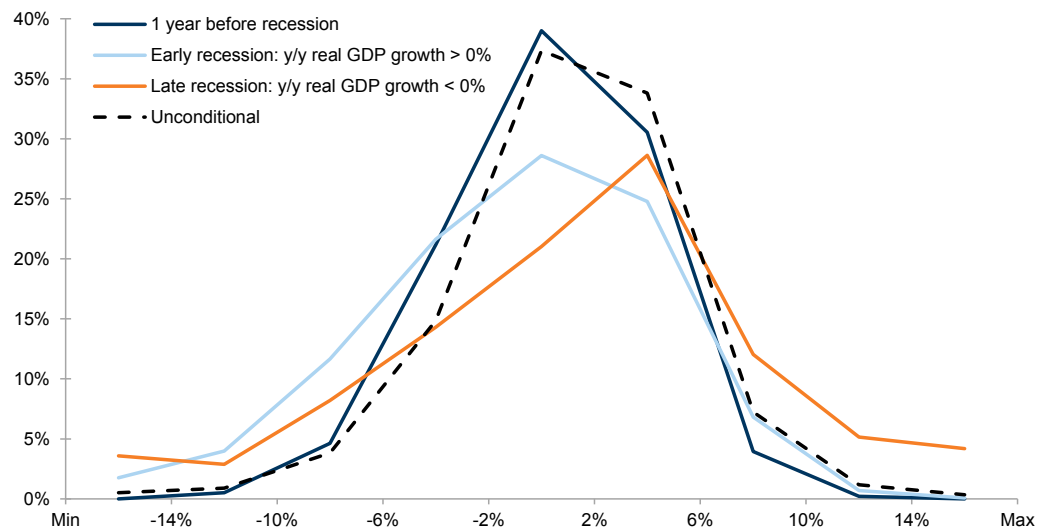 40%
35%
30%
25%
20%
15%
10%
5%
0%
1 year before recession
Early recession: y/y real GDP growth > 0%
Late recession: y/y real GDP growth < 0%
Unconditional
Min -14% -10% -6% -2% 2% 6% 10% 14% Max